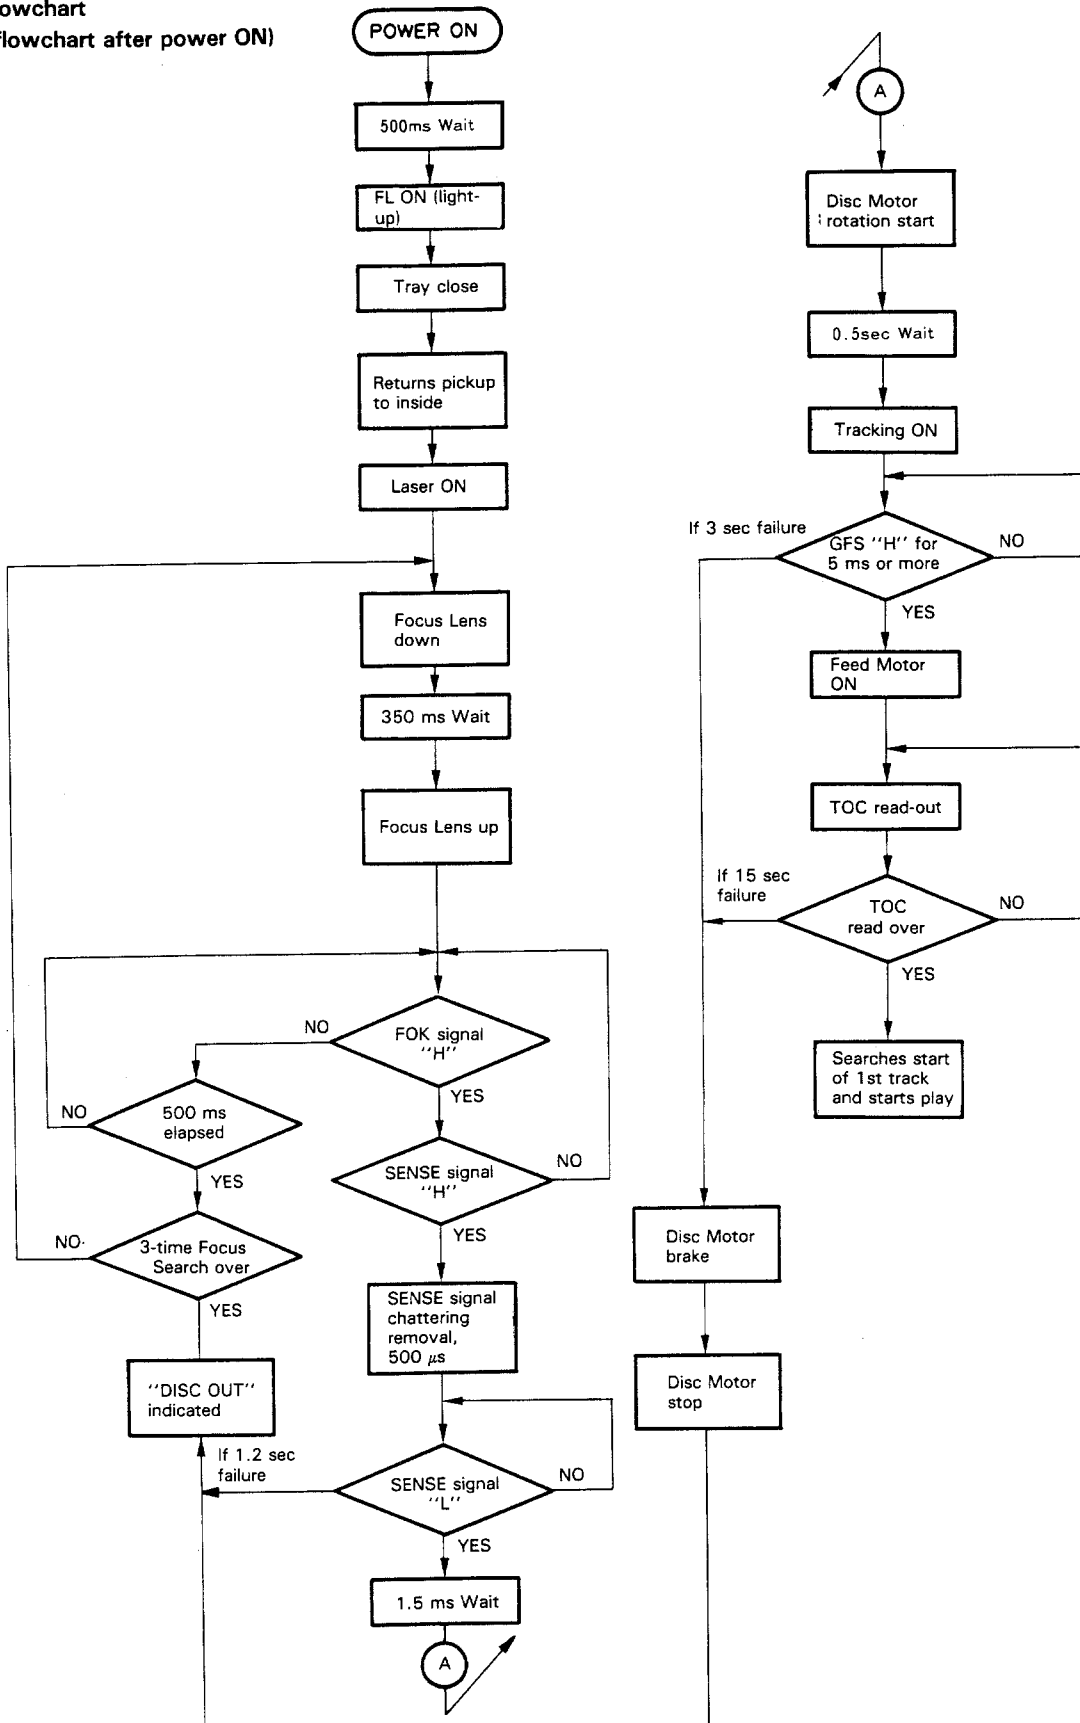 owchart
flowchart after power ON)
POWER ON
500ms Wait
FL ON (light-
up)
Tray close
Returns pickup
to inside
Laser ON
Focus Lens
down
350 ms Wait
Focus Lens up
FOK signal
"H"
NO
YES
500 ms
elapsed
NO
YES
SENSE signal
"H"
NO
YES
3-time Focus
Search over
NO
YES
SENSE signal
chattering
removal,
500 μs
"DISC OUT"
indicated
If 1.2 sec
failure
SENSE signal
"L"
NO
YES
1.5 ms Wait
A
A
Disc Motor
rotation start
0.5sec Wait
Tracking ON
If 3 sec failure
GFS "H" for
5 ms or more
NO
YES
Feed Motor
ON
TOC read-out
If 15 sec
failure
TOC
read over
NO
YES
Searches start
of 1st track
and starts play
Disc Motor
brake
Disc Motor
stop